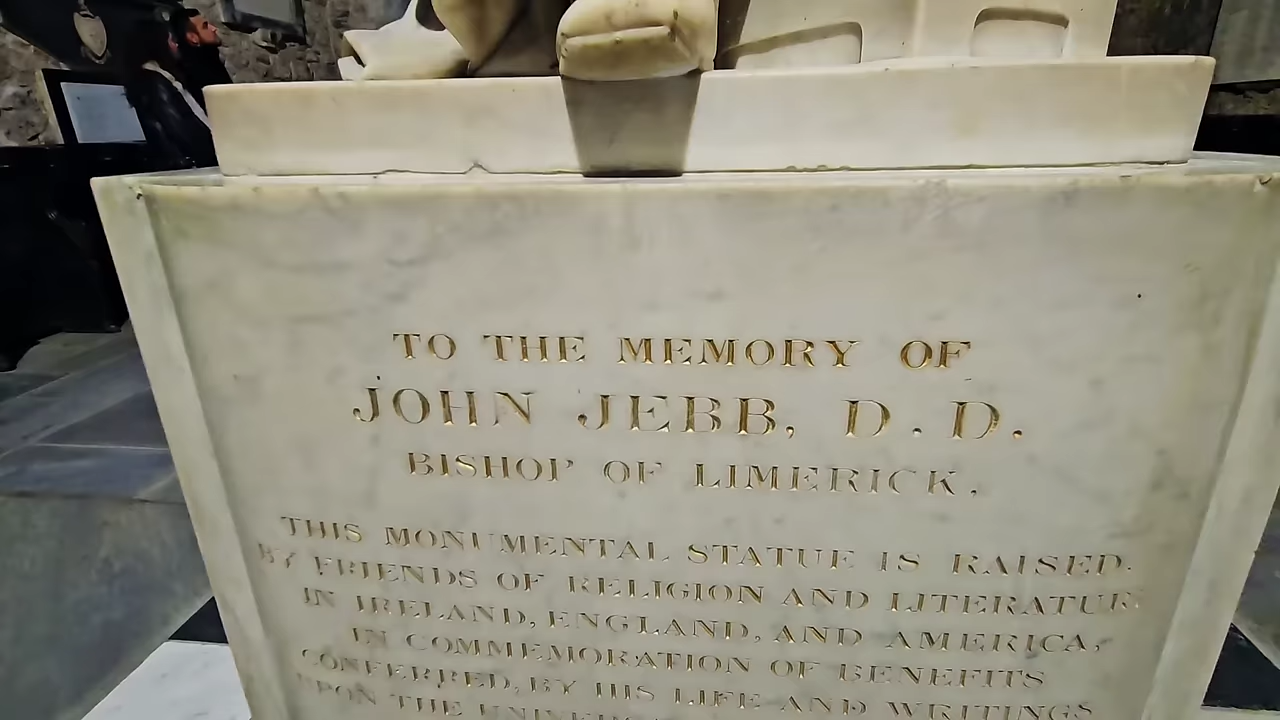 TO THE MEMORY OF
JOHN JEBB, D.D.
BISHOP OF LIMERICK.
THIS MONUMENTAL STATUE IS RAISED.
BY FRIENDS OF RELIGION AND LITERATURE
IN IRELAND, ENGLAND, AND AMERICA,
IN COMMEMORATION OF BENEFITS
CONFERRED, BY HIS LIFE AND WRITINGS
UPON THE